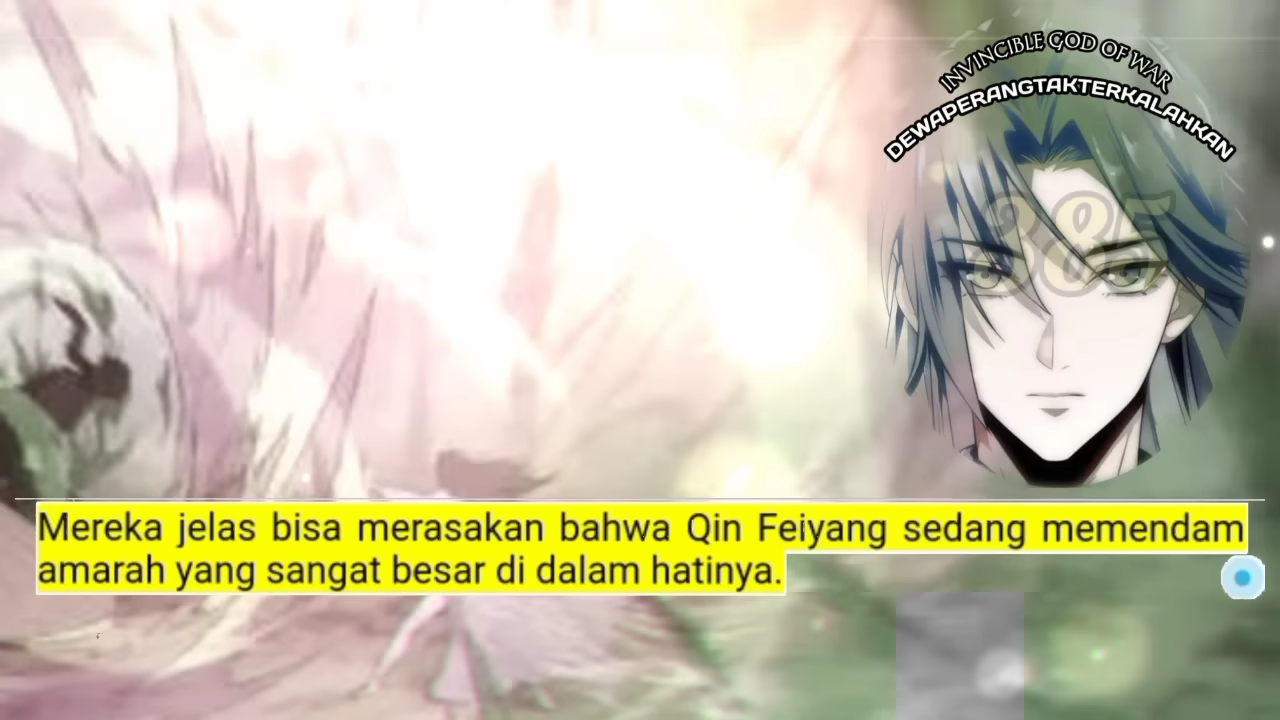 INVINCIBLE GOD OF WAR
DEWAPERANGTAKTERKALAHKAN
385
Mereka jelas bisa merasakan bahwa Qin Feiyang sedang memendam
amarah yang sangat besar di dalam hatinya.